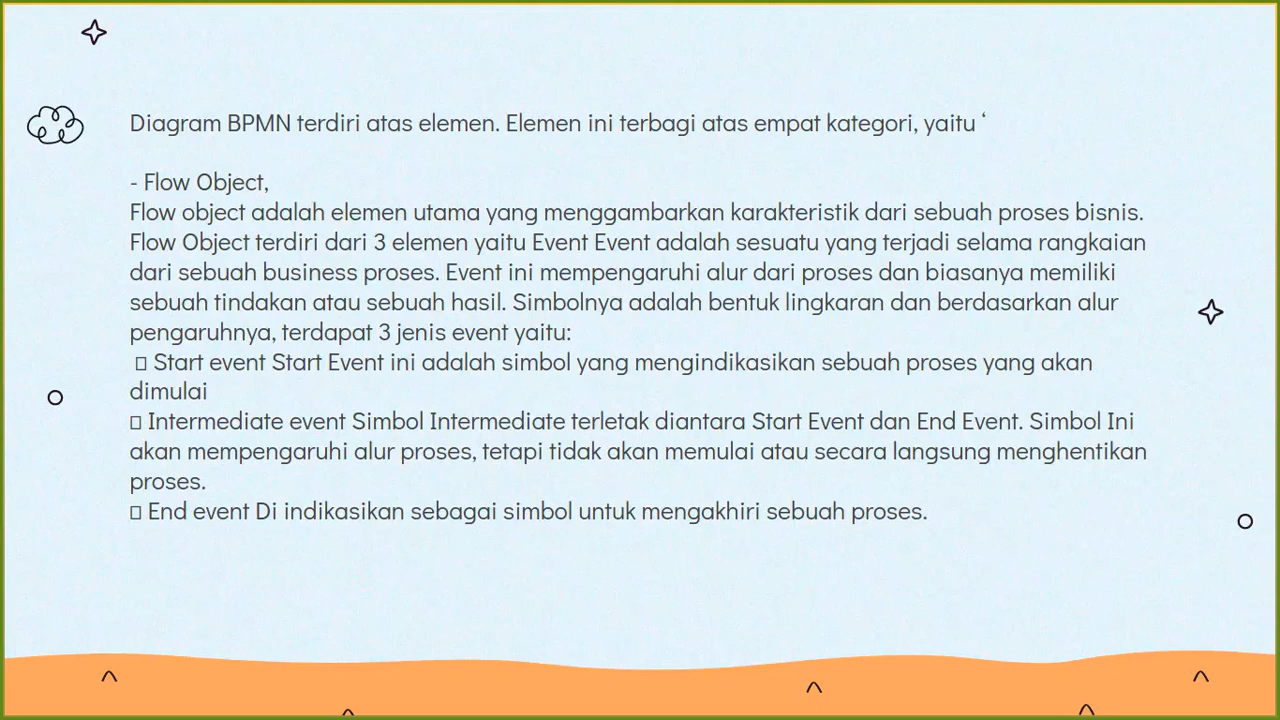 Diagram BPMN terdiri atas elemen. Elemen ini terbagi atas empat kategori, yaitu ‘
- Flow Object,
Flow object adalah elemen utama yang menggambarkan karakteristik dari sebuah proses bisnis.
Flow Object terdiri dari 3 elemen yaitu Event Event adalah sesuatu yang terjadi selama rangkaian
dari sebuah business proses. Event ini mempengaruhi alur dari proses dan biasanya memiliki
sebuah tindakan atau sebuah hasil. Simbolnya adalah bentuk lingkaran dan berdasarkan alur
pengaruhnya, terdapat 3 jenis event yaitu:
▯ Start event Start Event ini adalah simbol yang mengindikasikan sebuah proses yang akan
dimulai
▯ Intermediate event Simbol Intermediate terletak diantara Start Event dan End Event. Simbol Ini
akan mempengaruhi alur proses, tetapi tidak akan memulai atau secara langsung menghentikan
proses.
▯ End event Di indikasikan sebagai simbol untuk mengakhiri sebuah proses.